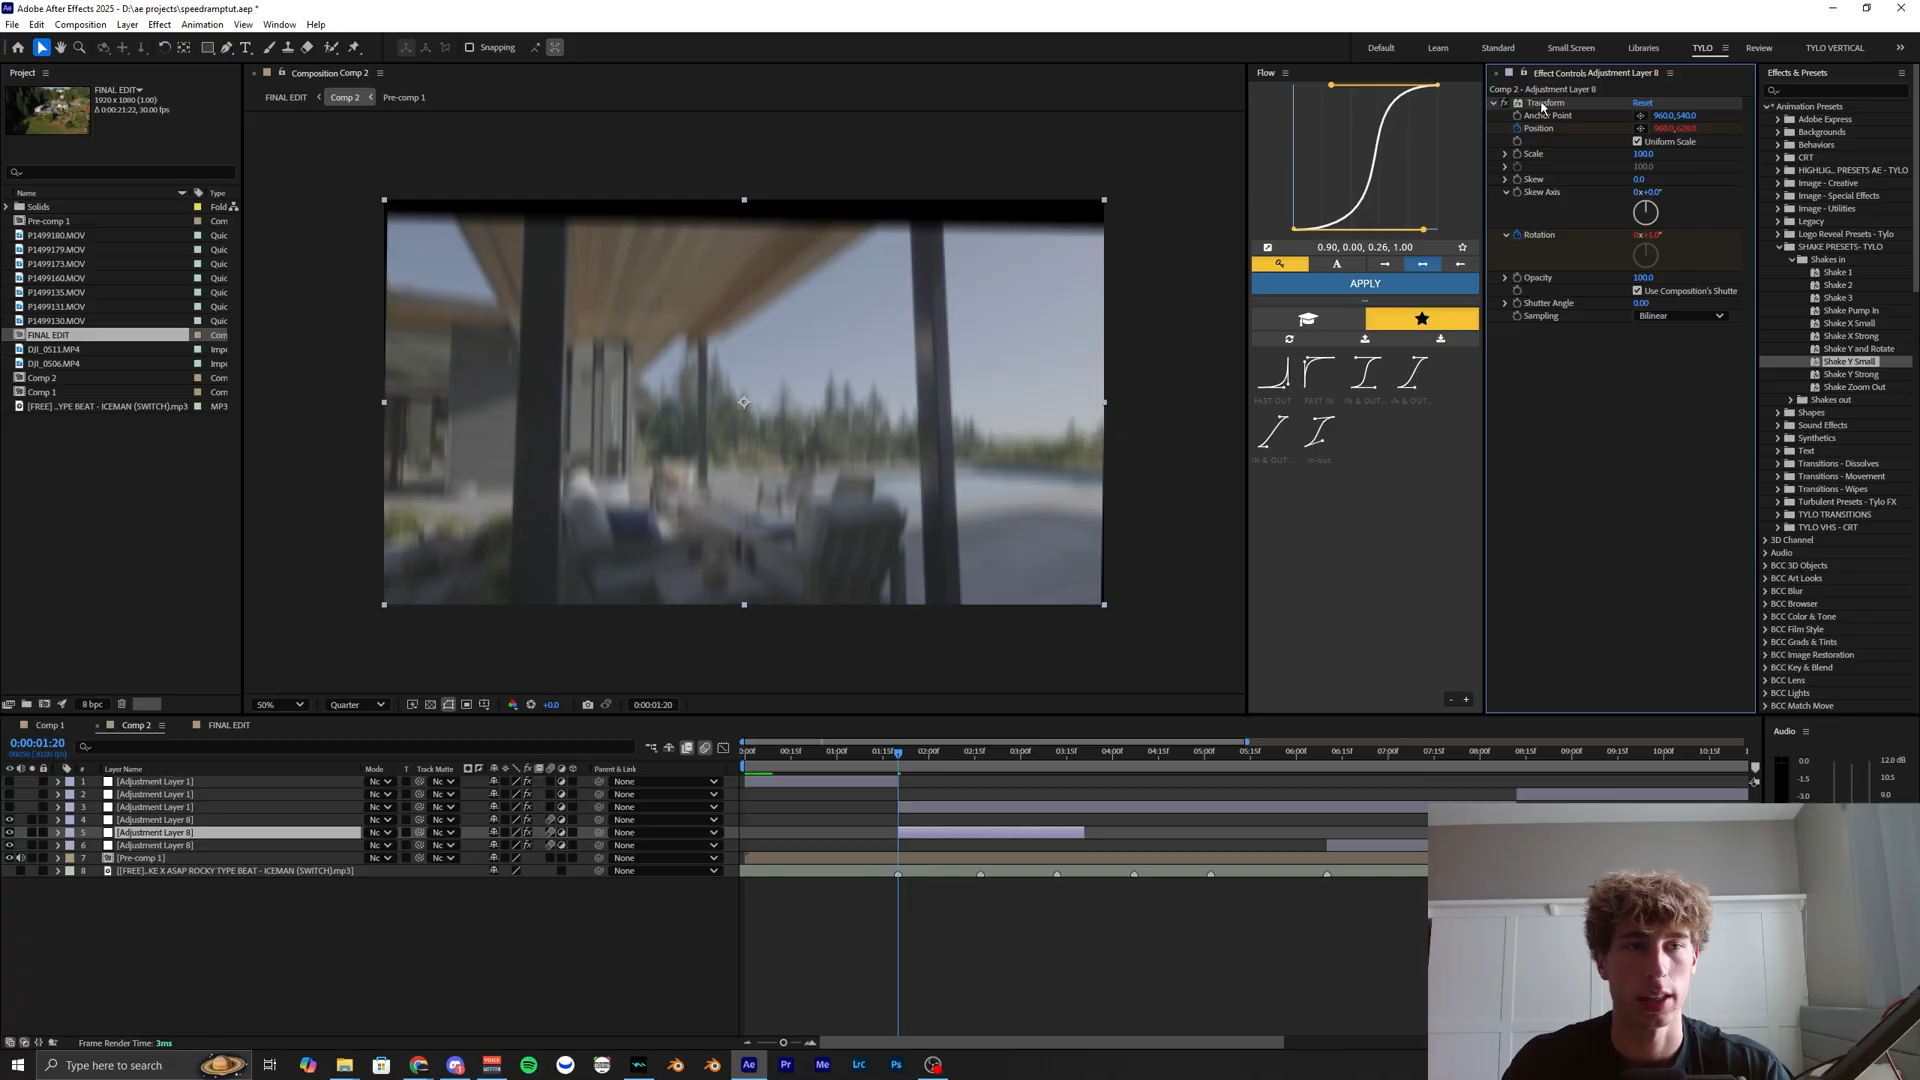 Adobe After Effects 2025 - D:\ae projects\speedramptut.aep *
File Edit Composition Layer Effect Animation View Window Help
Snapping
Default Learn Standard Small Screen Libraries TYLO Review TYLO VERTICAL
Project
FINAL EDIT
1920 x 1080 (1.00)
Δ 0:00:21:22, 30.00 fps
Name Type
Solids Fold
Pre-comp 1 Com
P1499180.MOV Quic
P1499179.MOV Quic
P1499173.MOV Quic
P1499160.MOV Quic
P1499135.MOV Quic
P1499131.MOV Quic
P1499130.MOV Quic
FINAL EDIT Com
DJI_0511.MP4 Impo
DJI_0506.MP4 Impo
Comp 2 Com
Comp 1 Com
[FREE] ...YPE BEAT - ICEMAN (SWITCH).mp3 MP3
8 bpc
Composition Comp 2
FINAL EDIT Comp 2 Pre-comp 1
50% Quarter +0.0 0:00:01:20
Flow
0.90, 0.00, 0.26, 1.00
A
APPLY
FAST OUT FAST IN IN & OUT... IN & OUT...
IN & OUT... in-ous
- +
Effect Controls Adjustment Layer 8
Comp 2 • Adjustment Layer 8
fx Transform Reset
Anchor Point 960.0,540.0
Position 960.0,628.0
Uniform Scale
Scale 100.0
100.0
Skew 0.0
Skew Axis 0x+0.0°
Rotation 0x+1.0°
Opacity 100.0
Use Composition's Shutte
Shutter Angle 0.00
Sampling Bilinear
Effects & Presets
* Animation Presets
Adobe Express
Backgrounds
Behaviors
CRT
HIGHLIG... PRESETS AE - TYLO
Image - Creative
Image - Special Effects
Image - Utilities
Legacy
Logo Reveal Presets - Tylo
SHAKE PRESETS- TYLO
Shakes in
Shake 1
Shake 2
Shake 3
Shake Pump In
Shake X Small
Shake X Strong
Shake Y and Rotate
Shake Y Small
Shake Y Strong
Shake Zoom Out
Shakes out
Shapes
Sound Effects
Synthetics
Text
Transitions - Dissolves
Transitions - Movement
Transitions - Wipes
Turbulent Presets - Tylo FX
TYLO TRANSITIONS
TYLO VHS - CRT
3D Channel
Audio
BCC 3D Objects
BCC Art Looks
BCC Blur
BCC Browser
BCC Color & Tone
BCC Film Style
BCC Grads & Tints
BCC Image Restoration
BCC Key & Blend
BCC Lens
BCC Lights
BCC Match Move
Comp 1 Comp 2 FINAL EDIT
0:00:01:20
00050 (30.00 fps)
# Layer Name Mode T Track Matte Parent & Link
:00f 00:15f 01:00f 01:15f 02:00f 02:15f 03:00f 03:15f 04:00f 04:15f 05:00f 05:15f 06:00f 06:15f 07:00f 07:15f 08:00f 08:15f 09:00f 09:15f 10:00f 10:15f 1
1 [Adjustment Layer 1] Nc Nc None
2 [Adjustment Layer 1] Nc Nc None
3 [Adjustment Layer 1] Nc Nc None
4 [Adjustment Layer 8] Nc Nc None
5 [Adjustment Layer 8] Nc Nc None
6 [Adjustment Layer 8] Nc Nc None
7 [Pre-comp 1] Nc Nc None
8 [[FREE]...KE X ASAP ROCKY TYPE BEAT - ICEMAN (SWITCH).mp3] None
Frame Render Time: 3ms
Audio
0.0 12.0 dB
-1.5 10.5
-3.0 9.0
Type here to search
Ae Pr Me Lrc Ps